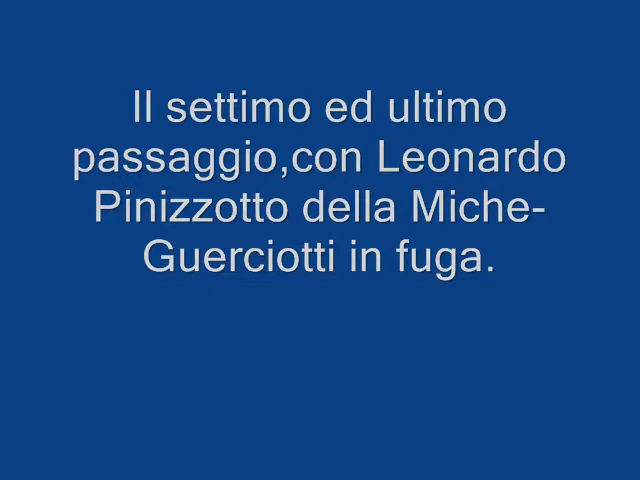 Il settimo ed ultimo
passaggio,con Leonardo
Pinizzotto della Miche-
Guerciotti in fuga.